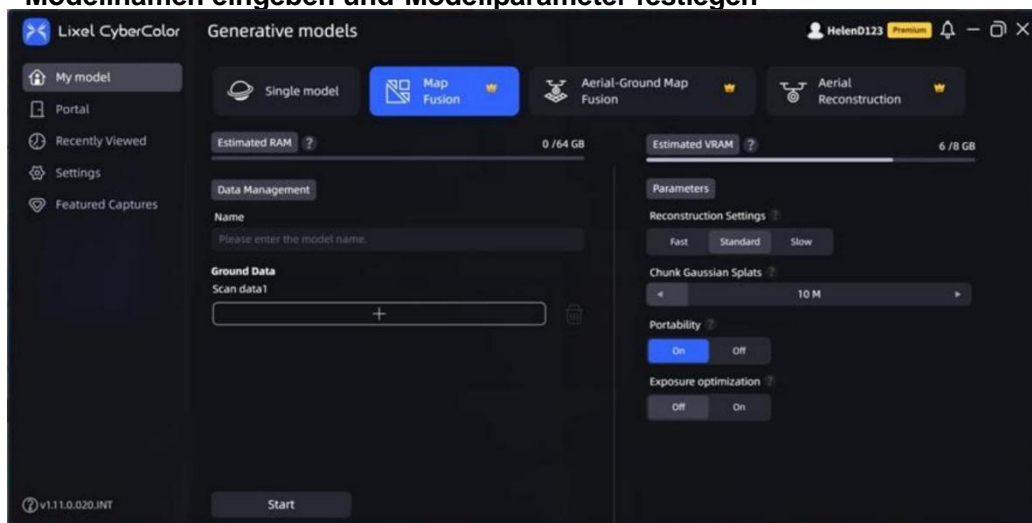 Modellnamen eingeben und Modellparameter festlegen
Lixel CyberColor
Generative models
HelenD123 Premium
My model
Portal
Recently Viewed
Settings
Featured Captures
Single model
Map
Fusion
Aerial-Ground Map
Fusion
Aerial
Reconstruction
Estimated RAM ?
0 /64 GB
Estimated VRAM ?
6 /8 GB
Data Management
Name
Please enter the model name.
Ground Data
Scan data1
+
Parameters
Reconstruction Settings ?
Fast Standard Slow
Chunk Gaussian Splats ?
10 M
Portability ?
On Off
Exposure optimization ?
Off On
? v1.11.0.020.INT
Start